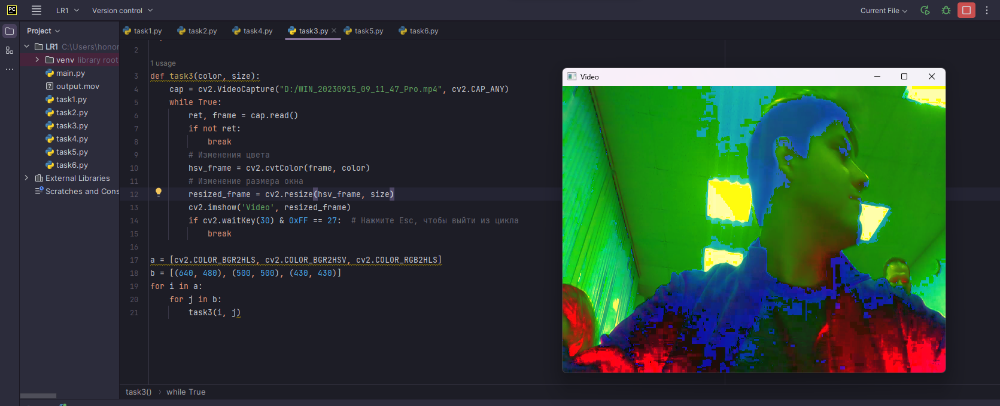 PC
LR1
Version control
Current File
Project
task1.py
task2.py
task4.py
task3.py
task5.py
task6.py
LR1 C:\Users\honor
venv library root
main.py
output.mov
task1.py
task2.py
task3.py
task4.py
task5.py
task6.py
External Libraries
Scratches and Cons
2
1 usage
3 def task3(color, size):
4 cap = cv2.VideoCapture("D:/WIN_20230915_09_11_47_Pro.mp4", cv2.CAP_ANY)
5 while True:
6 ret, frame = cap.read()
7 if not ret:
8 break
9 # Изменения цвета
10 hsv_frame = cv2.cvtColor(frame, color)
11 # Изменение размера окна
12 resized_frame = cv2.resize(hsv_frame, size)
13 cv2.imshow('Video', resized_frame)
14 if cv2.waitKey(30) & 0xFF == 27: # Нажмите Esc, чтобы выйти из цикла
15 break
16
17 a = [cv2.COLOR_BGR2HLS, cv2.COLOR_BGR2HSV, cv2.COLOR_RGB2HLS]
18 b = [(640, 480), (500, 500), (430, 430)]
19 for i in a:
20 for j in b:
21 task3(i, j)
Video
task3() › while True